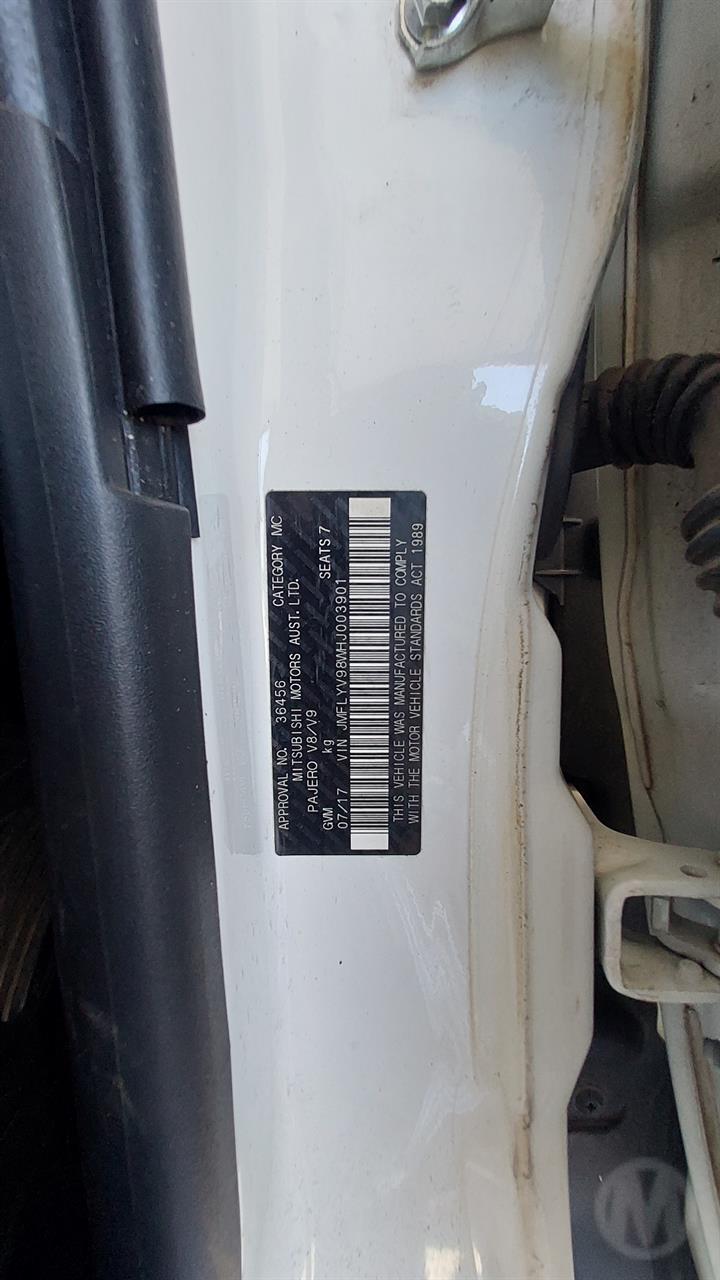 APPROVAL NO. 36456 CATEGORY MC
MITSUBISHI MOTORS AUST. LTD.
PAJERO V8/V9
GVM kg SEATS 7
07/17 VIN JMFLYV98WHJ003901
THIS VEHICLE WAS MANUFACTURED TO COMPLY
WITH THE MOTOR VEHICLE STANDARDS ACT 1989
M